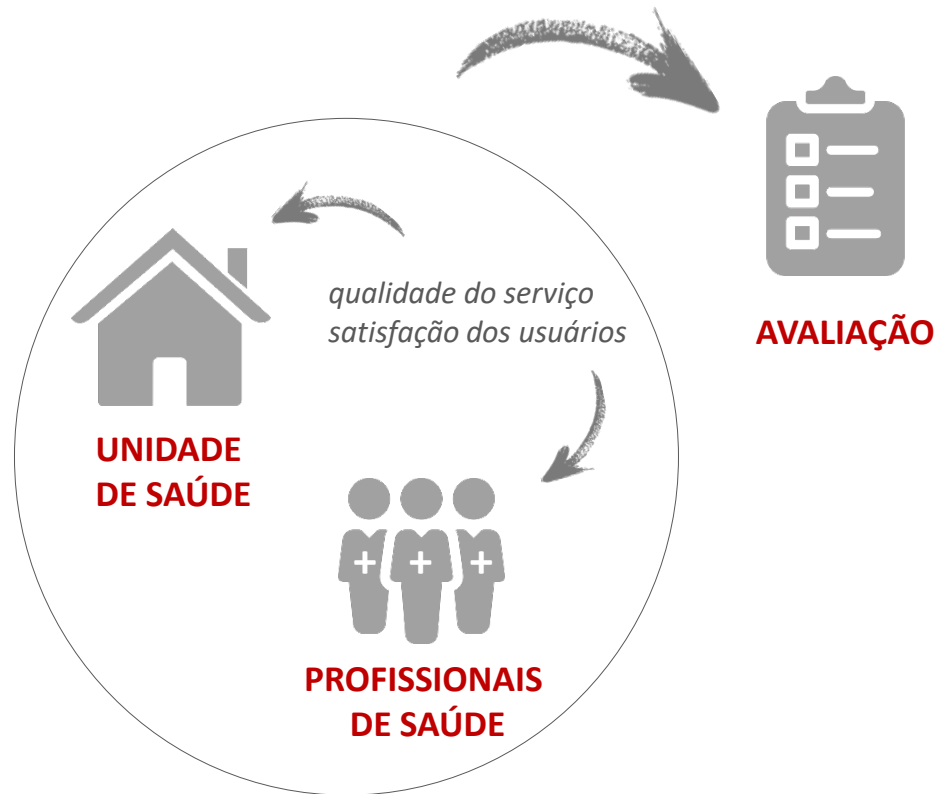 qualidade do serviço
satisfação dos usuários
AVALIAÇÃO
UNIDADE
DE SAÚDE
PROFISSIONAIS
DE SAÚDE